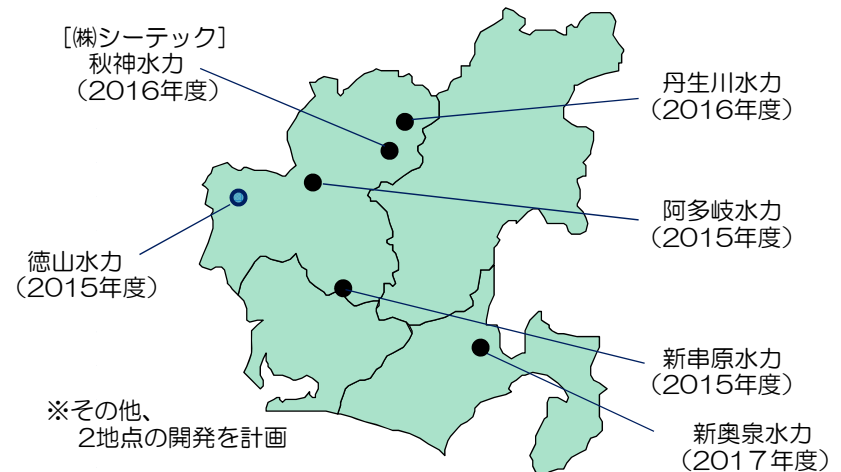 [㈱シーテック]
秋神水力
（2016年度）
丹生川水力
（2016年度）
阿多岐水力
（2015年度）
徳山水力
（2015年度）
新串原水力
（2015年度）
※その他、
2地点の開発を計画
新奥泉水力
（2017年度）